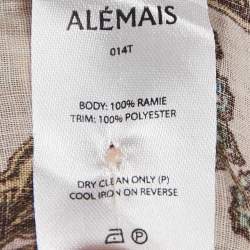 ALÉMAIS
014T
BODY: 100% RAMIE
TRIM: 100% POLYESTER
DRY CLEAN ONLY (P)
COOL IRON ON REVERSE
P